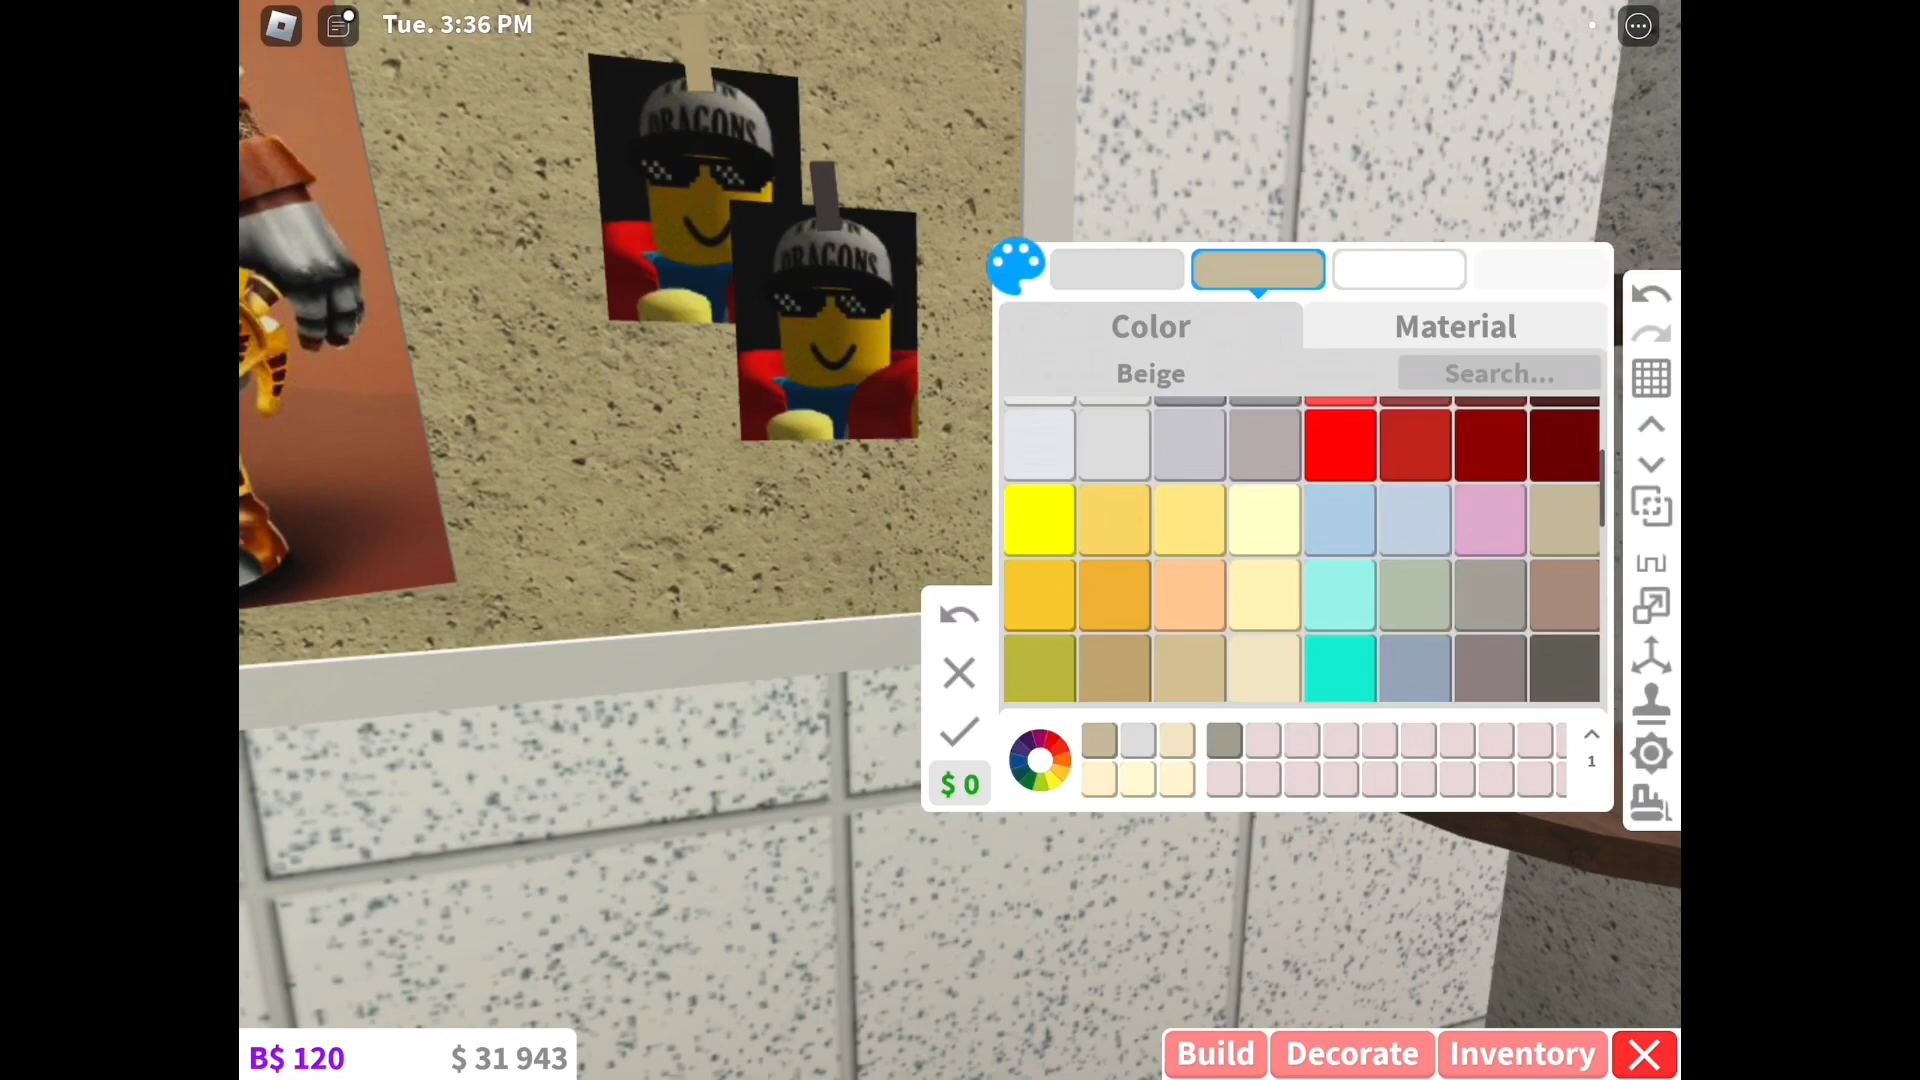 Tue. 3:36 PM
DRAGONS
DRAGONS
Color
Material
Beige
Search...
$ 0
1
B$ 120
$ 31 943
Build
Decorate
Inventory